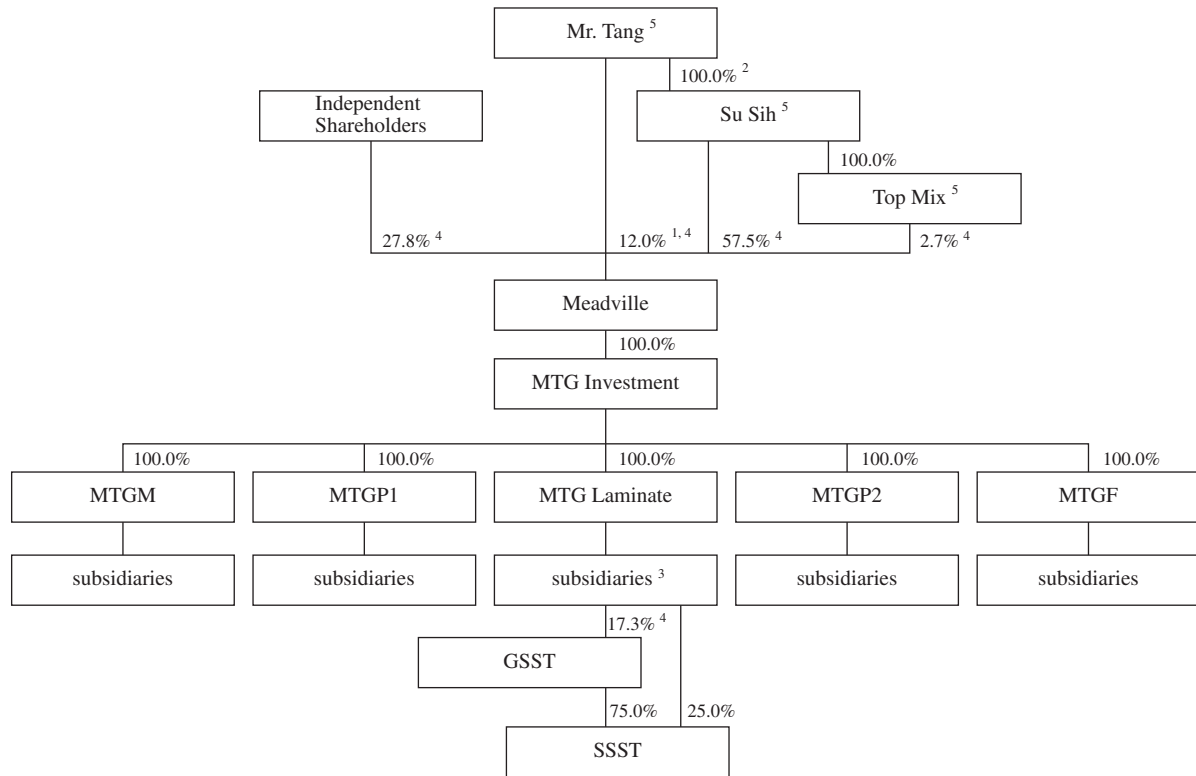 Mr. Tang 5
100.0% 2
Independent
Shareholders
Su Sih 5
100.0%
Top Mix 5
27.8% 4
12.0% 1, 4
57.5% 4
2.7% 4
Meadville
100.0%
MTG Investment
100.0%
100.0%
100.0%
100.0%
100.0%
MTGM
MTGP1
MTG Laminate
MTGP2
MTGF
subsidiaries
subsidiaries
subsidiaries 3
subsidiaries
subsidiaries
17.3% 4
GSST
75.0%
25.0%
SSST